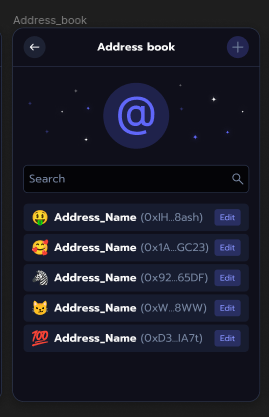 Address_book
Address book
@
Search
Address_Name (0xIH...8ash) Edit
Address_Name (0x1A...GC23) Edit
Address_Name (0x92...65DF) Edit
Address_Name (0xW...8WW) Edit
💯 Address_Name (0xD3...IA7t) Edit